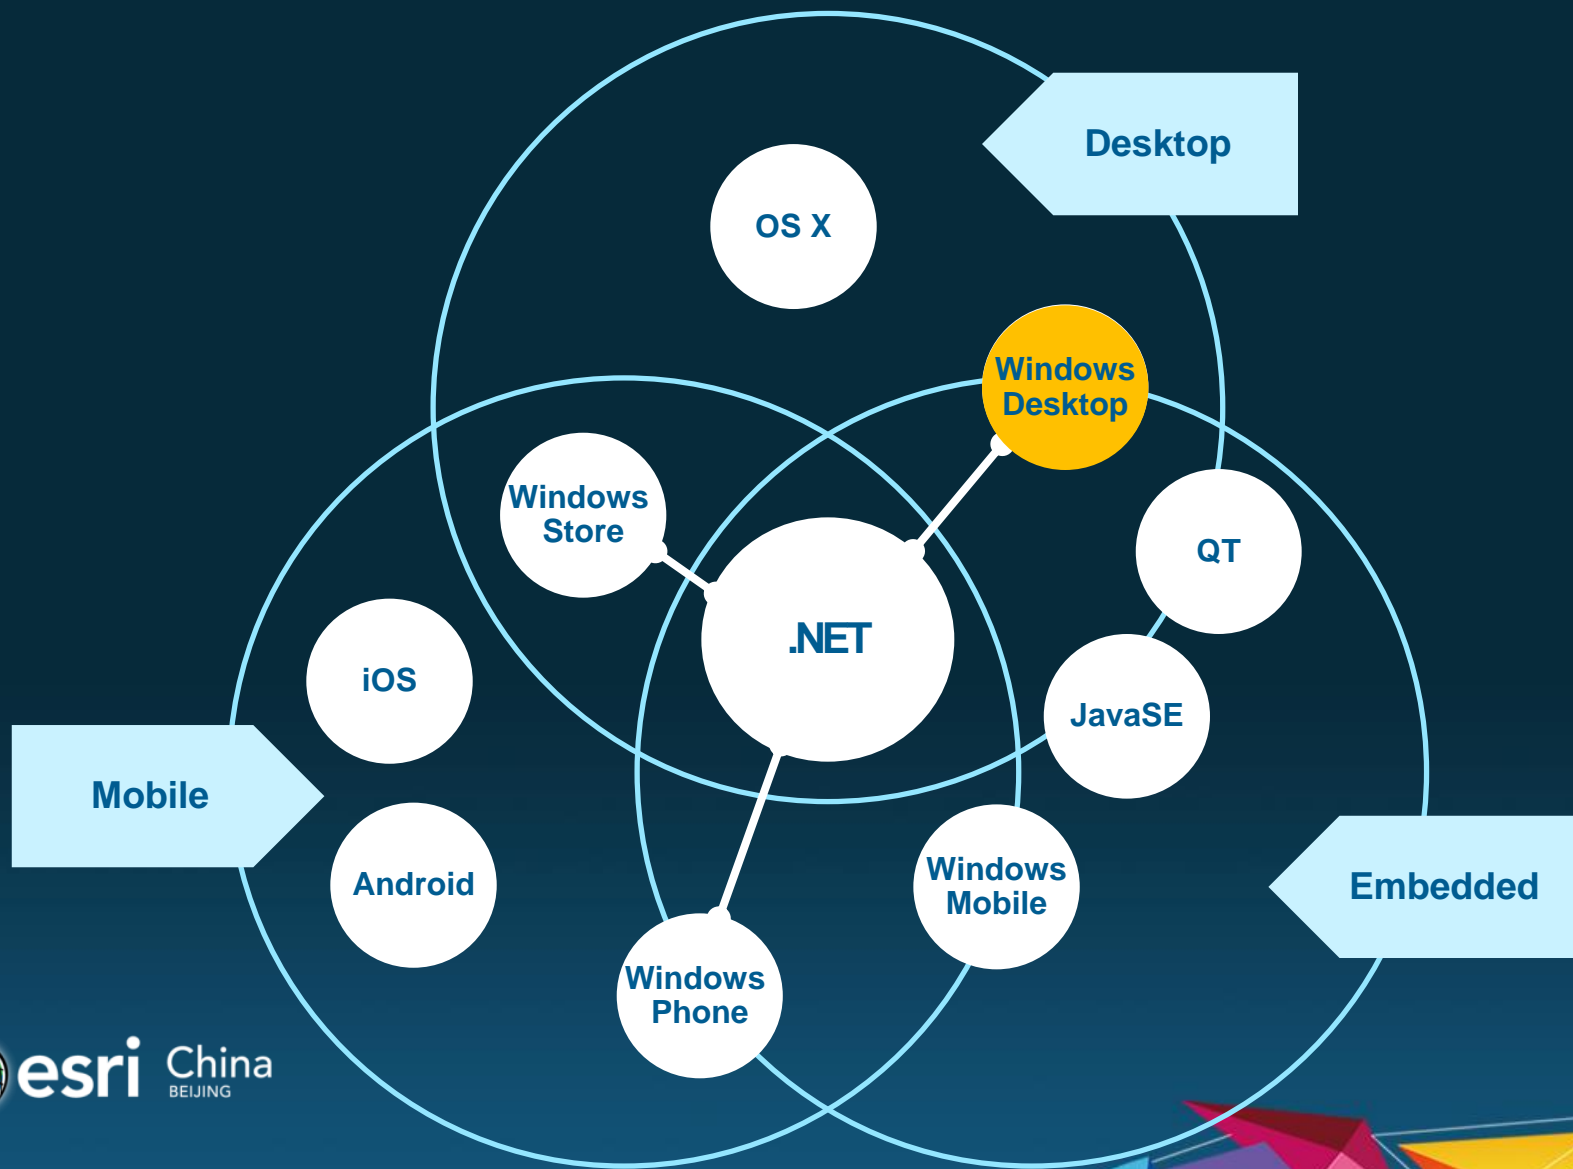 Desktop
OS X
Windows
Desktop
Windows
Store
QT
.NET
iOS
JavaSE
Mobile
Android
Windows
Mobile
Embedded
Windows
Phone
esri China
BEIJING